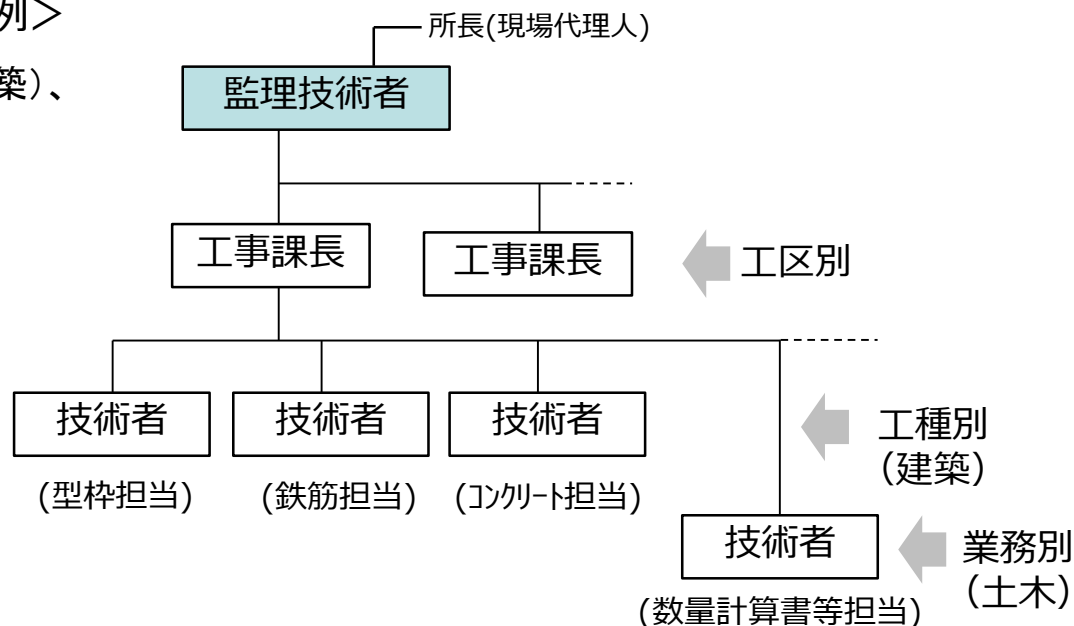 例＞
所長(現場代理人)
築）、
監理技術者
工事課長
工事課長
工区別
技術者
技術者
技術者
工種別
(建築)
(型枠担当)
(鉄筋担当)
(ｺﾝｸﾘｰﾄ担当)
技術者
業務別
(土木)
(数量計算書等担当)